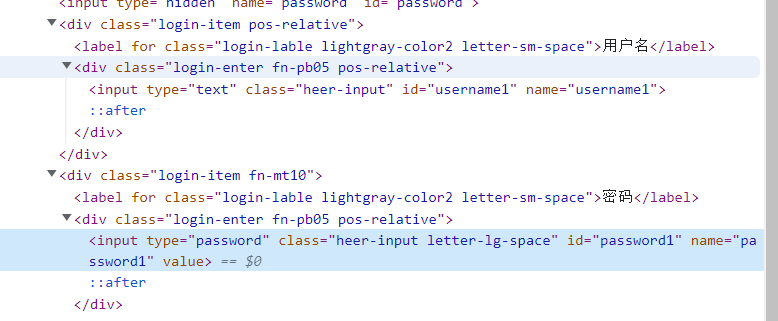 <input type="hidden" name="password" id="password">
<div class="login-item pos-relative">
<label for class="login-lable lightgray-color2 letter-sm-space">用户名</label>
<div class="login-enter fn-pb05 pos-relative">
<input type="text" class="heer-input" id="username1" name="username1">
::after
</div>
</div>
<div class="login-item fn-mt10">
<label for class="login-lable lightgray-color2 letter-sm-space">密码</label>
<div class="login-enter fn-pb05 pos-relative">
<input type="password" class="heer-input letter-lg-space" id="password1" name="pa
ssword1" value> == $0
::after
</div>